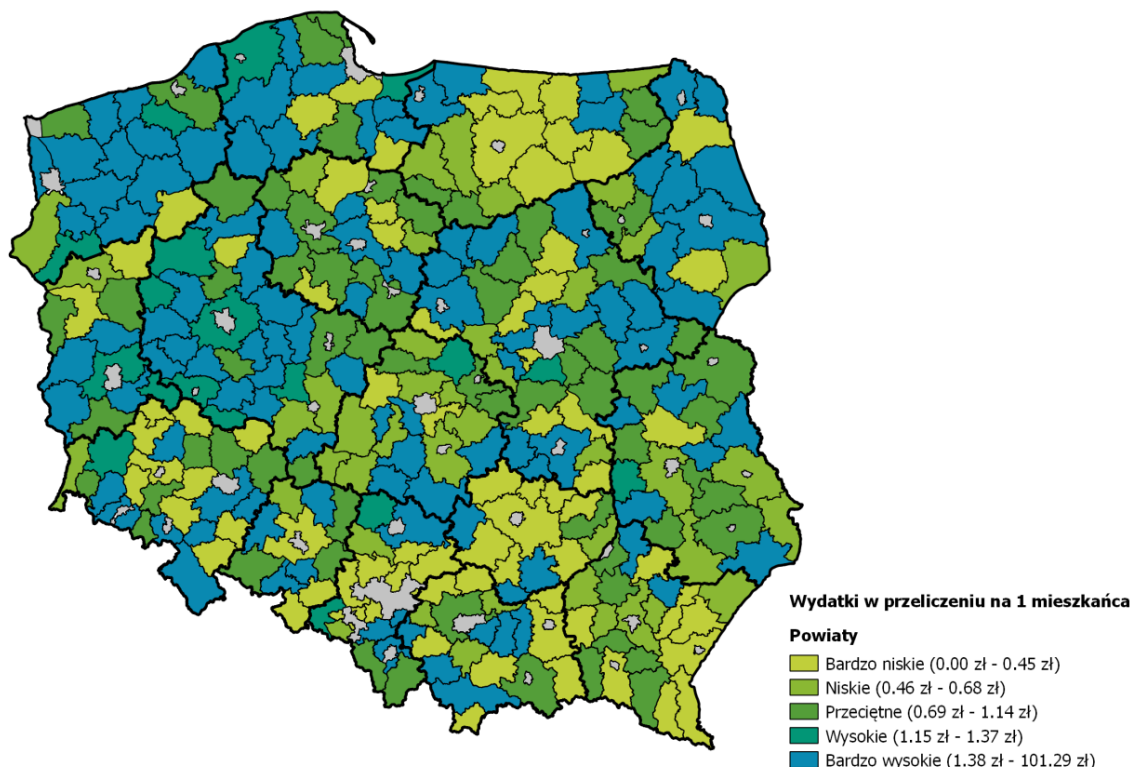 Wydatki w przeliczeniu na 1 mieszkańca
Powiaty
Bardzo niskie (0.00 zł - 0.45 zł)
Niskie (0.46 zł - 0.68 zł)
Przeciętne (0.69 zł - 1.14 zł)
Wysokie (1.15 zł - 1.37 zł)
Bardzo wysokie (1.38 zł - 101.29 zł)